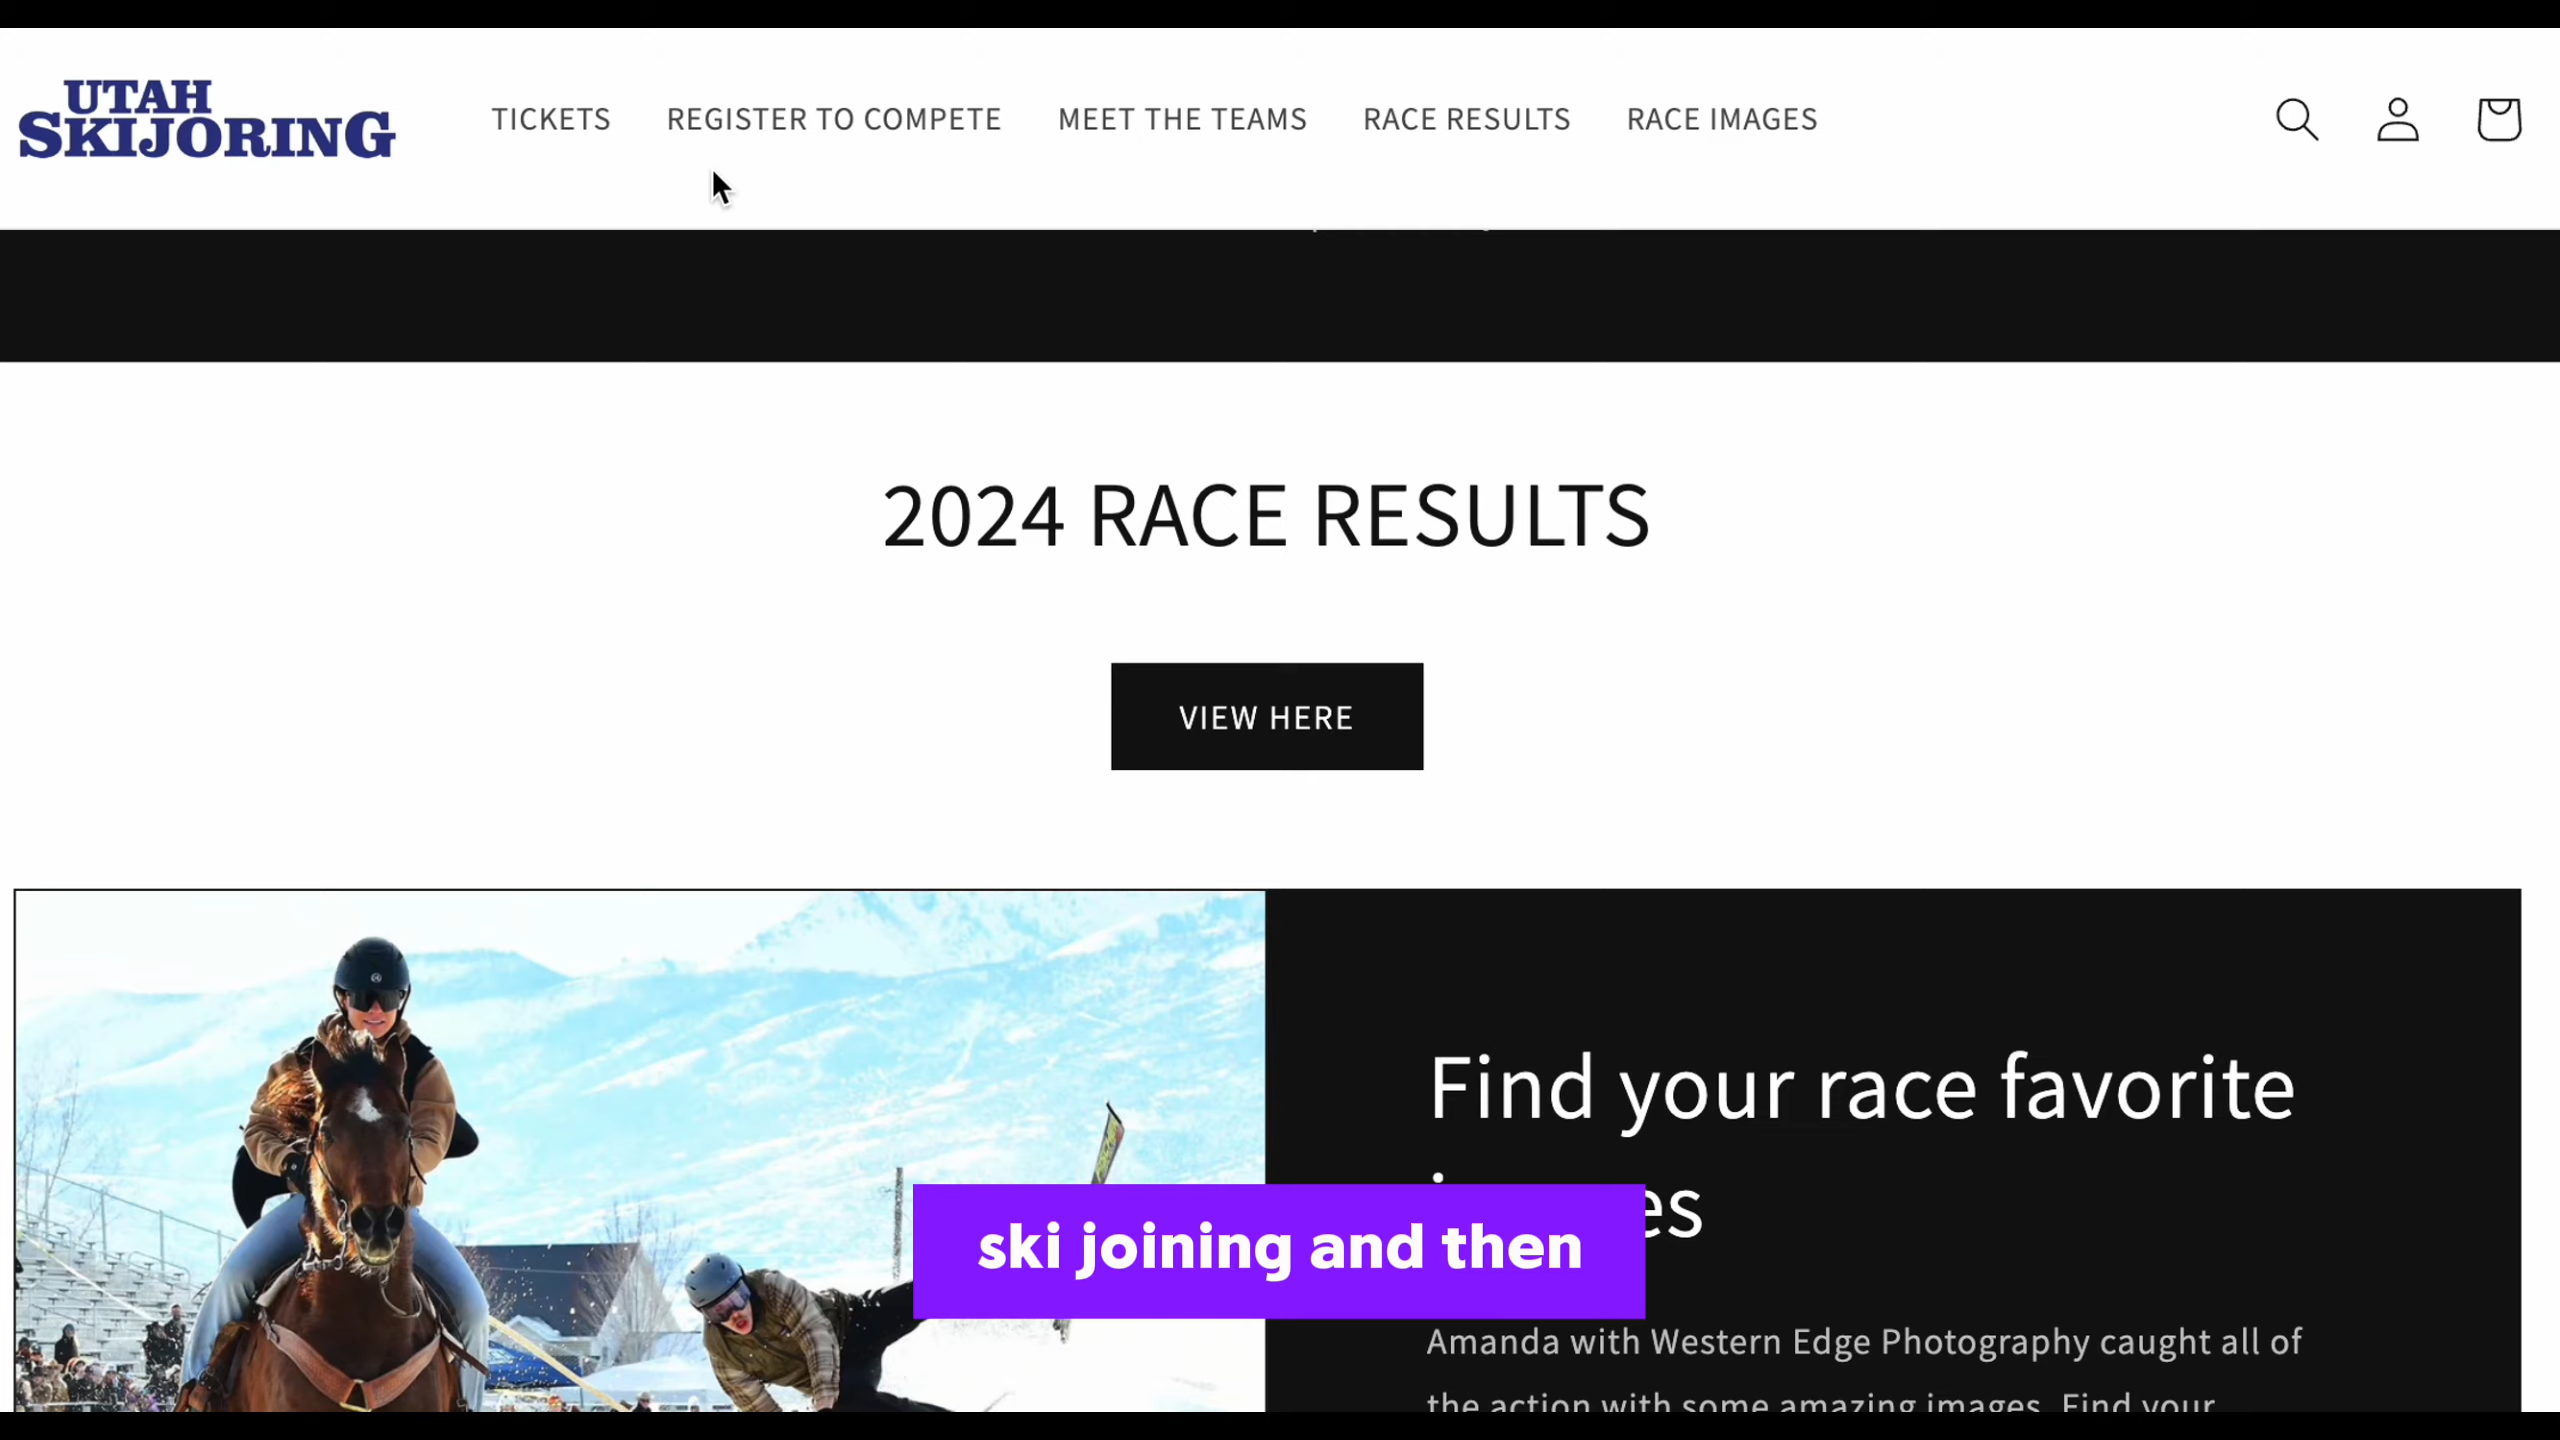 UTAH
SKIJORING
TICKETS
REGISTER TO COMPETE
MEET THE TEAMS
RACE RESULTS
RACE IMAGES
2024 RACE RESULTS
VIEW HERE
Find your race favorite
ski joining and then
Amanda with Western Edge Photography caught all of
the action with some amazing images. Find your